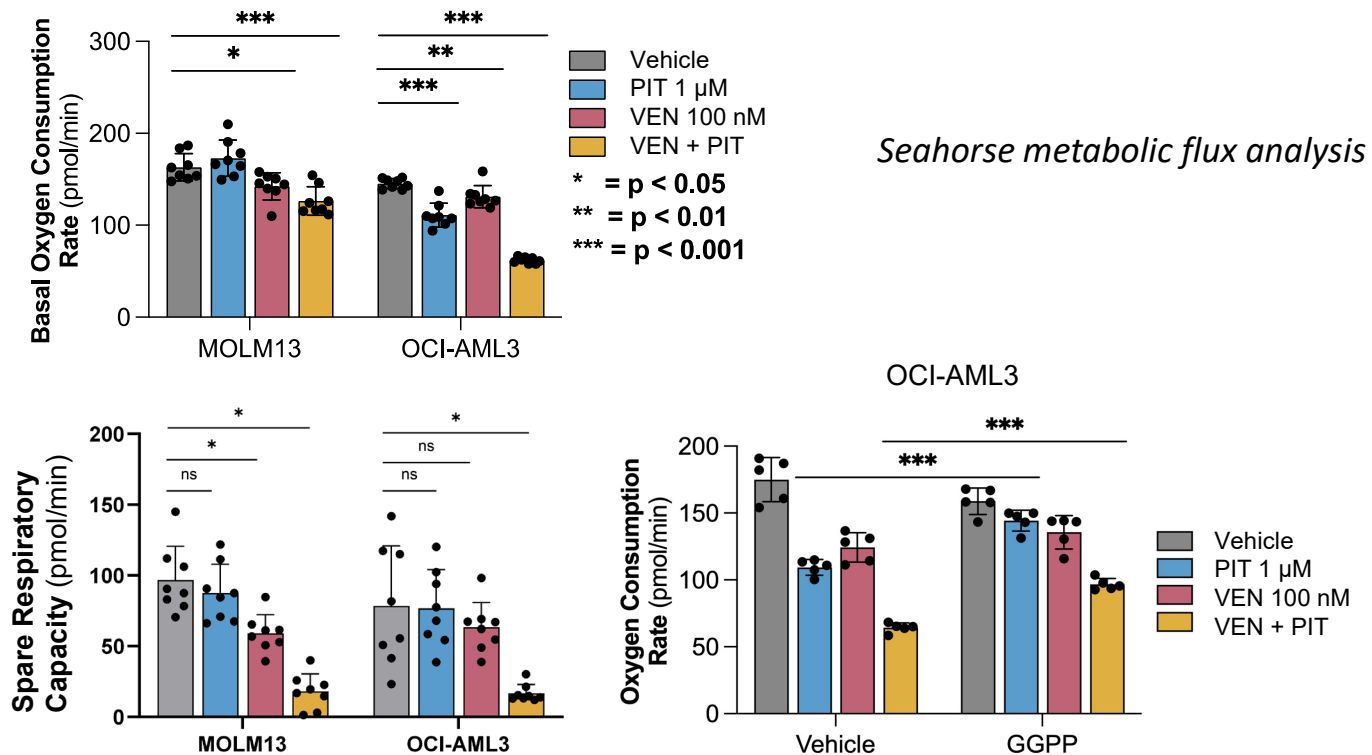 *** ***
* **
***
300
200
100
0
Basal Oxygen Consumption
Rate (pmol/min)
MOLM13 OCI-AML3
Vehicle
PIT 1 µM
VEN 100 nM
VEN + PIT
* = p < 0.05
** = p < 0.01
*** = p < 0.001
Seahorse metabolic flux analysis
* *
* ns
ns ns
200
150
100
50
0
Spare Respiratory
Capacity (pmol/min)
MOLM13 OCI-AML3
OCI-AML3
***
***
200
150
100
50
0
Oxygen Consumption
Rate (pmol/min)
Vehicle GGPP
Vehicle
PIT 1 µM
VEN 100 nM
VEN + PIT